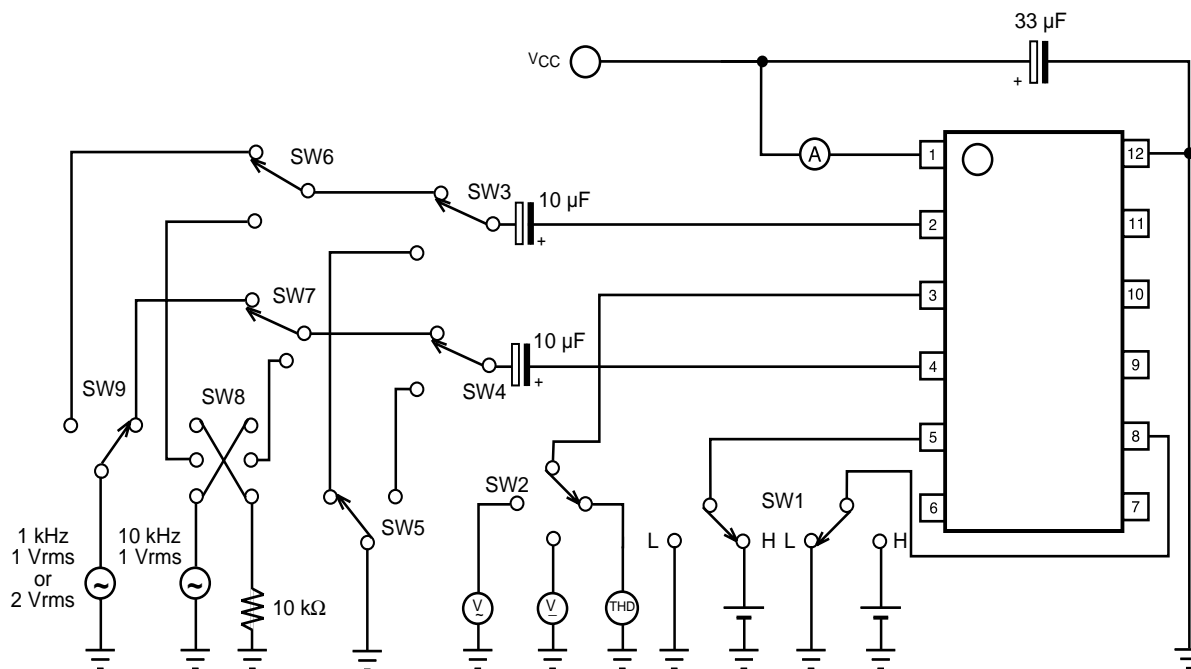 33 µF
VCC
+
A
1
12
SW6
SW3
10 µF
+
2
11
SW7
3
10
10 µF
+
SW4
4
9
SW9
SW8
5
8
SW2
SW1
6
7
SW5
L
H
L
H
1 kHz
1 Vrms
or
2 Vrms
10 kHz
1 Vrms
~
~
10 kΩ
V
~
V
–
THD